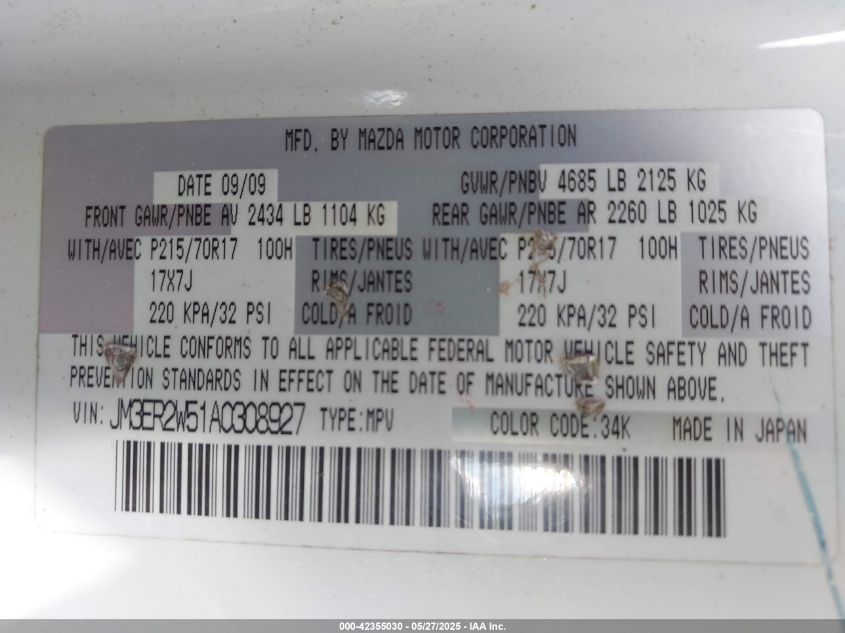 MFD. BY MAZDA MOTOR CORPORATION
DATE 09/09 GVWR/PNBV 4685 LB 2125 KG
FRONT GAWR/PNBE AV 2434 LB 1104 KG REAR GAWR/PNBE AR 2260 LB 1025 KG
WITH/AVEC P215/70R17 100H TIRES/PNEUS WITH/AVEC P215/70R17 100H TIRES/PNEUS
17X7J RIMS/JANTES 17X7J RIMS/JANTES
220 KPA/32 PSI COLD/A FROID 220 KPA/32 PSI COLD/A FROID
THIS VEHICLE CONFORMS TO ALL APPLICABLE FEDERAL MOTOR VEHICLE SAFETY AND THEFT
PREVENTION STANDARDS IN EFFECT ON THE DATE OF MANUFACTURE SHOWN ABOVE.
VIN: JM3ER2W51A0308927 TYPE:MPV COLOR CODE:34K MADE IN JAPAN
000-42355030 - 05/27/2025 - IAA Inc.